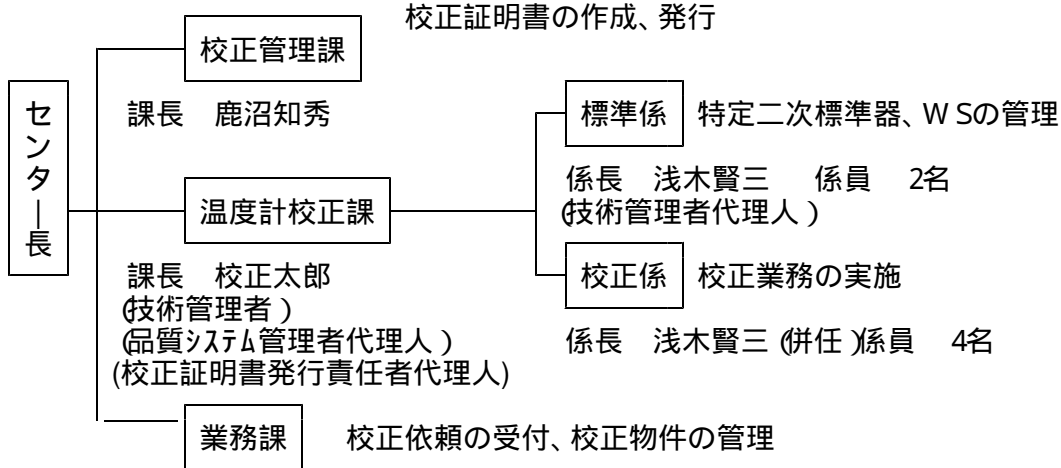 校正証明書の作成、発行
校正管理課
課長 鹿沼知秀
センター長
標準係 特定二次標準器、WSの管理
係長 浅木賢三 係員 2名
(技術管理者代理人)
温度計校正課
課長 校正太郎
(技術管理者)
(品質システム管理者代理人)
(校正証明書発行責任者代理人)
校正係 校正業務の実施
係長 浅木賢三(併任)係員 4名
業務課 校正依頼の受付、校正物件の管理